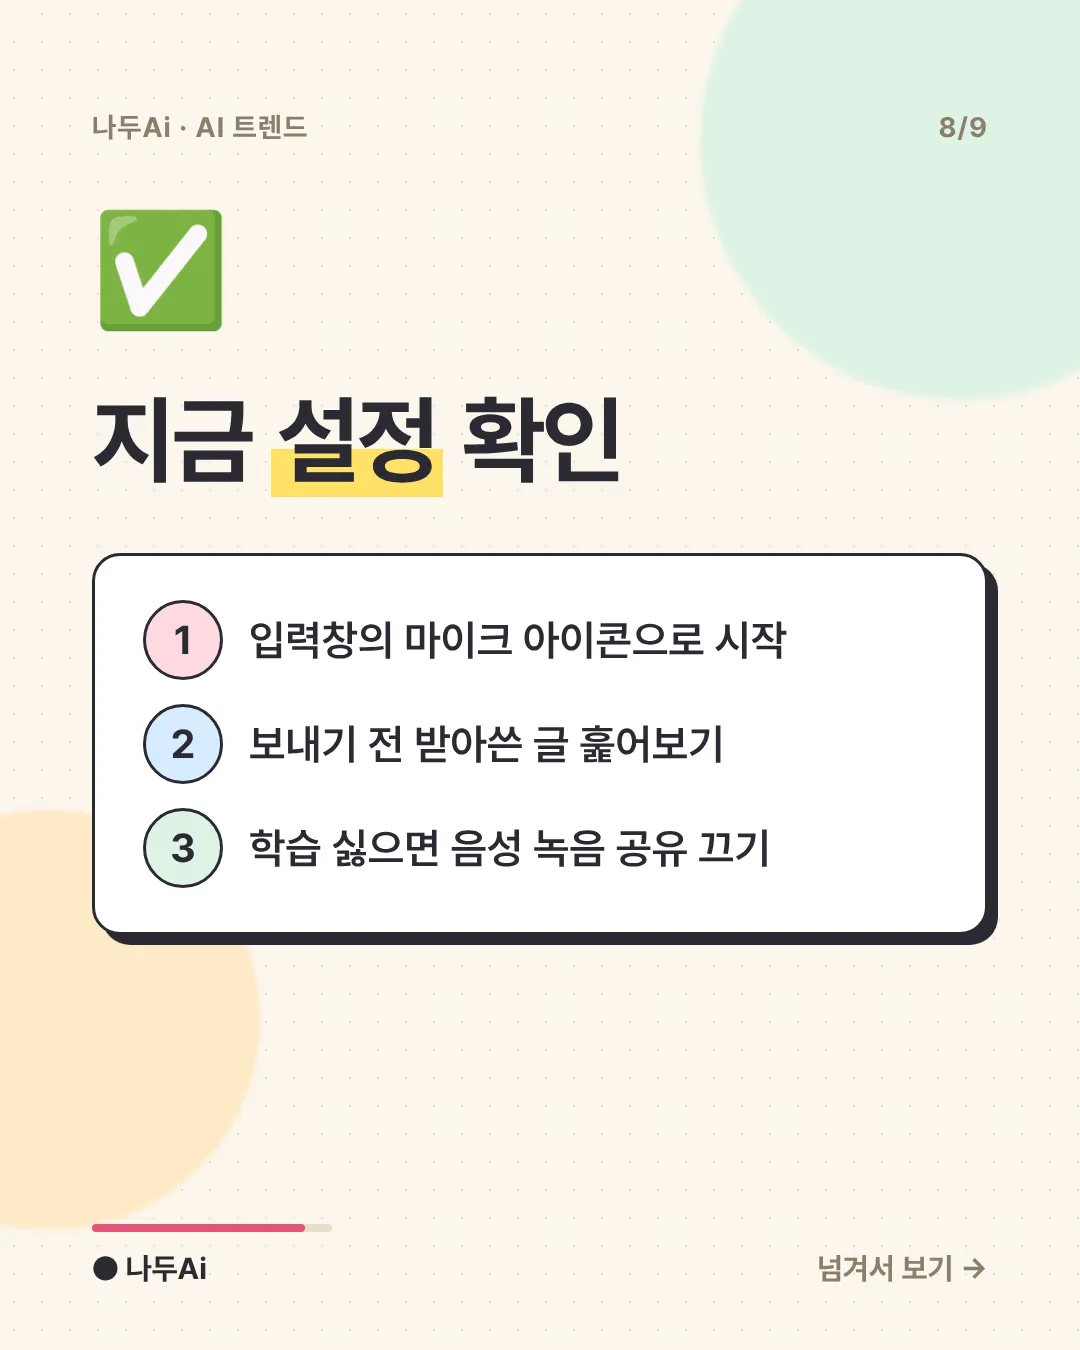 나두Ai · AI 트렌드
8/9
지금 설정 확인
1 입력창의 마이크 아이콘으로 시작
2 보내기 전 받아쓴 글 훑어보기
3 학습 싫으면 음성 녹음 공유 끄기
나두Ai
넘겨서 보기 →